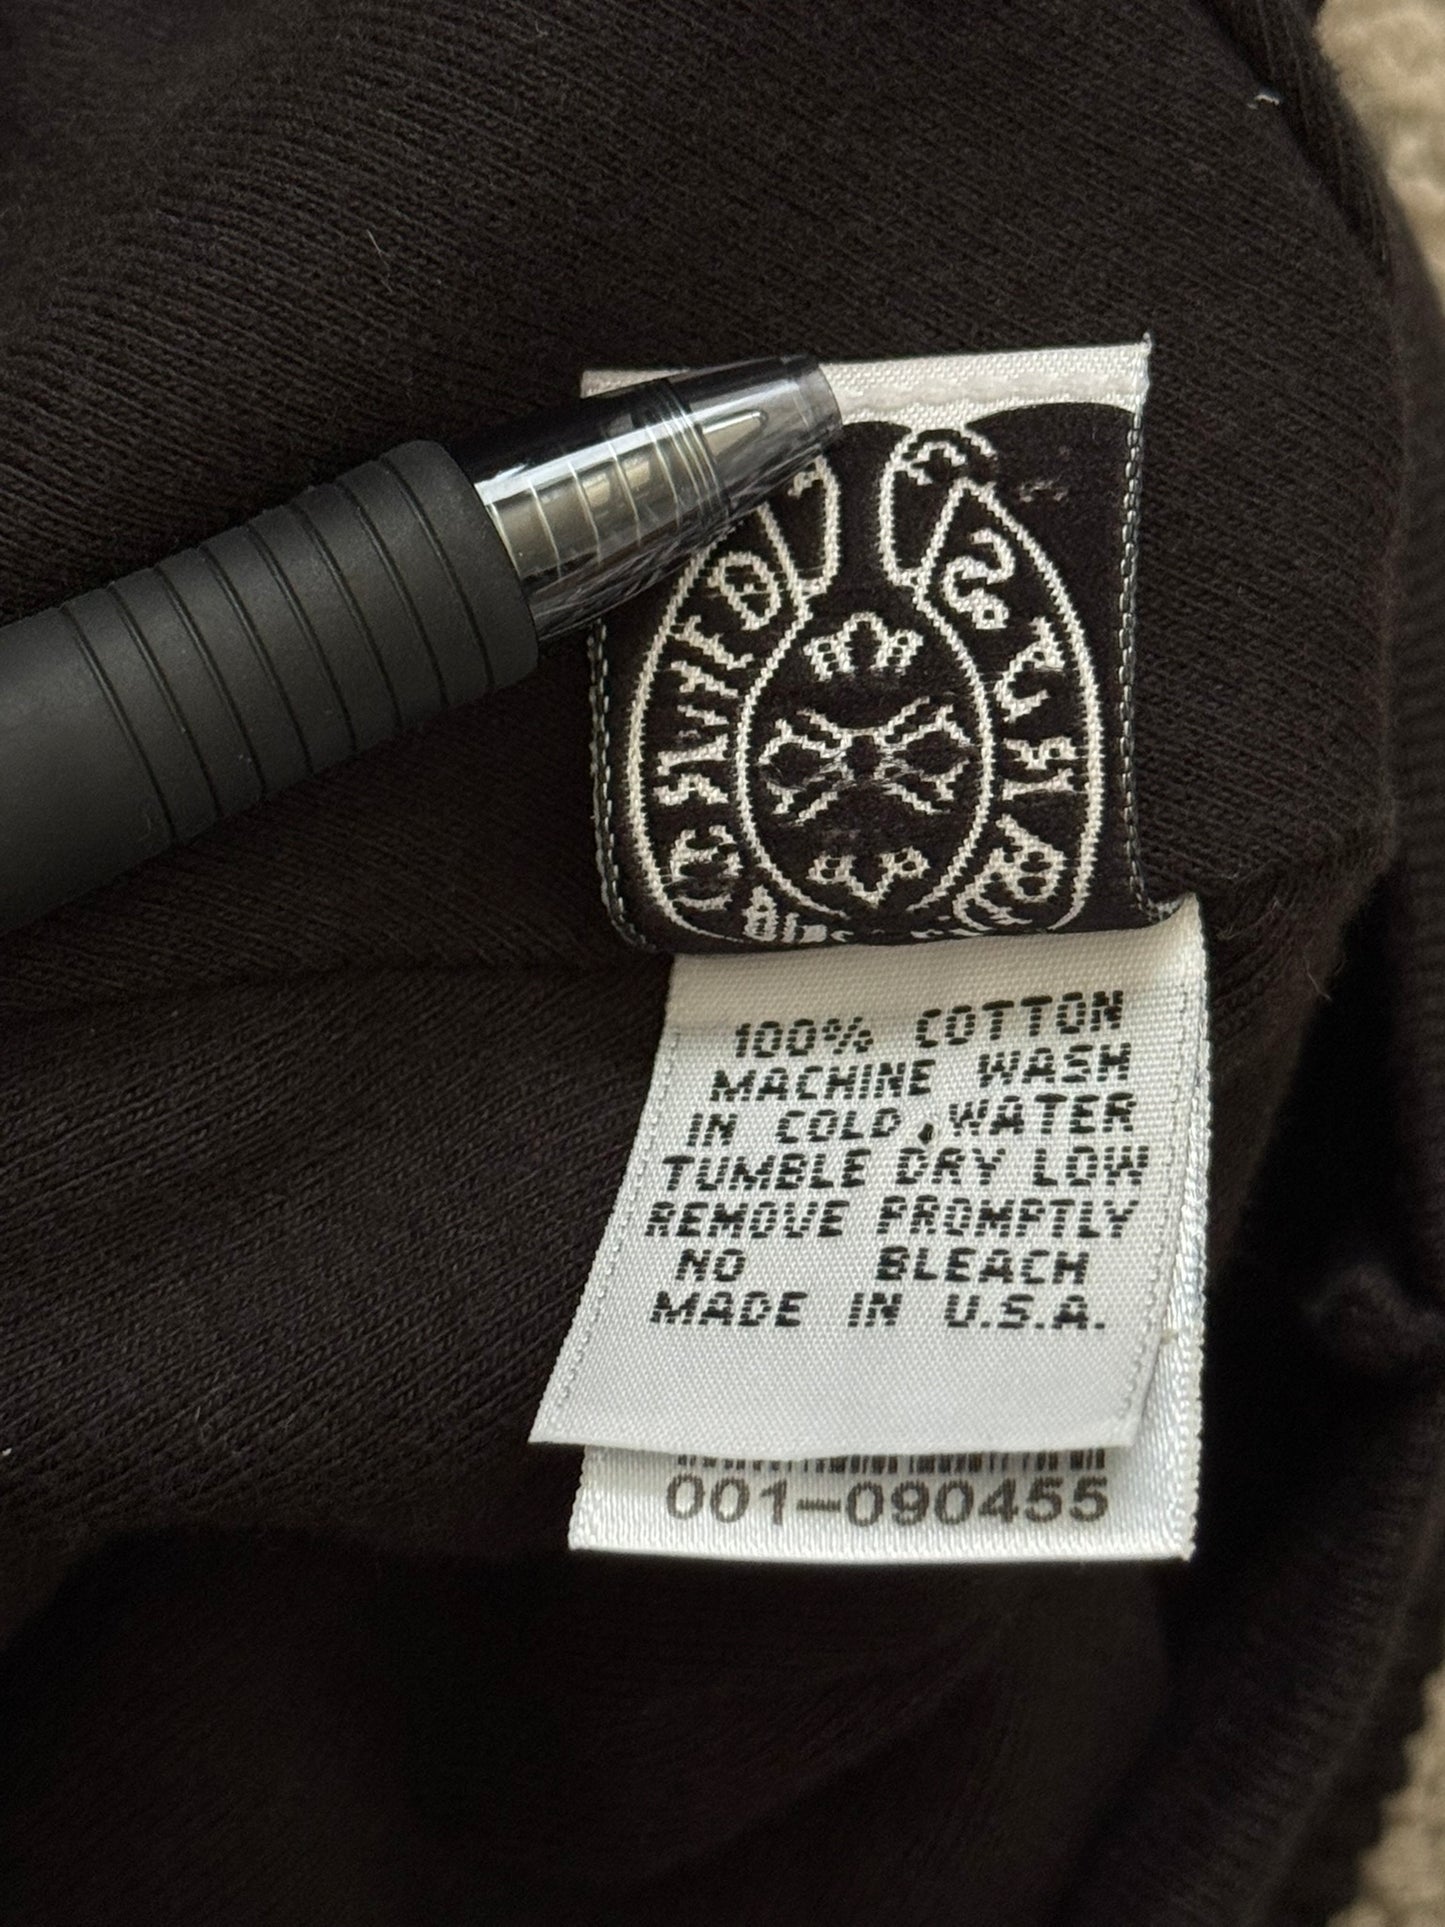 100% COTTON
MACHINE WASH
IN COLD WATER
TUMBLE DRY LOW
REMOVE PROMPTLY
NO BLEACH
MADE IN U.S.A.
001-090455